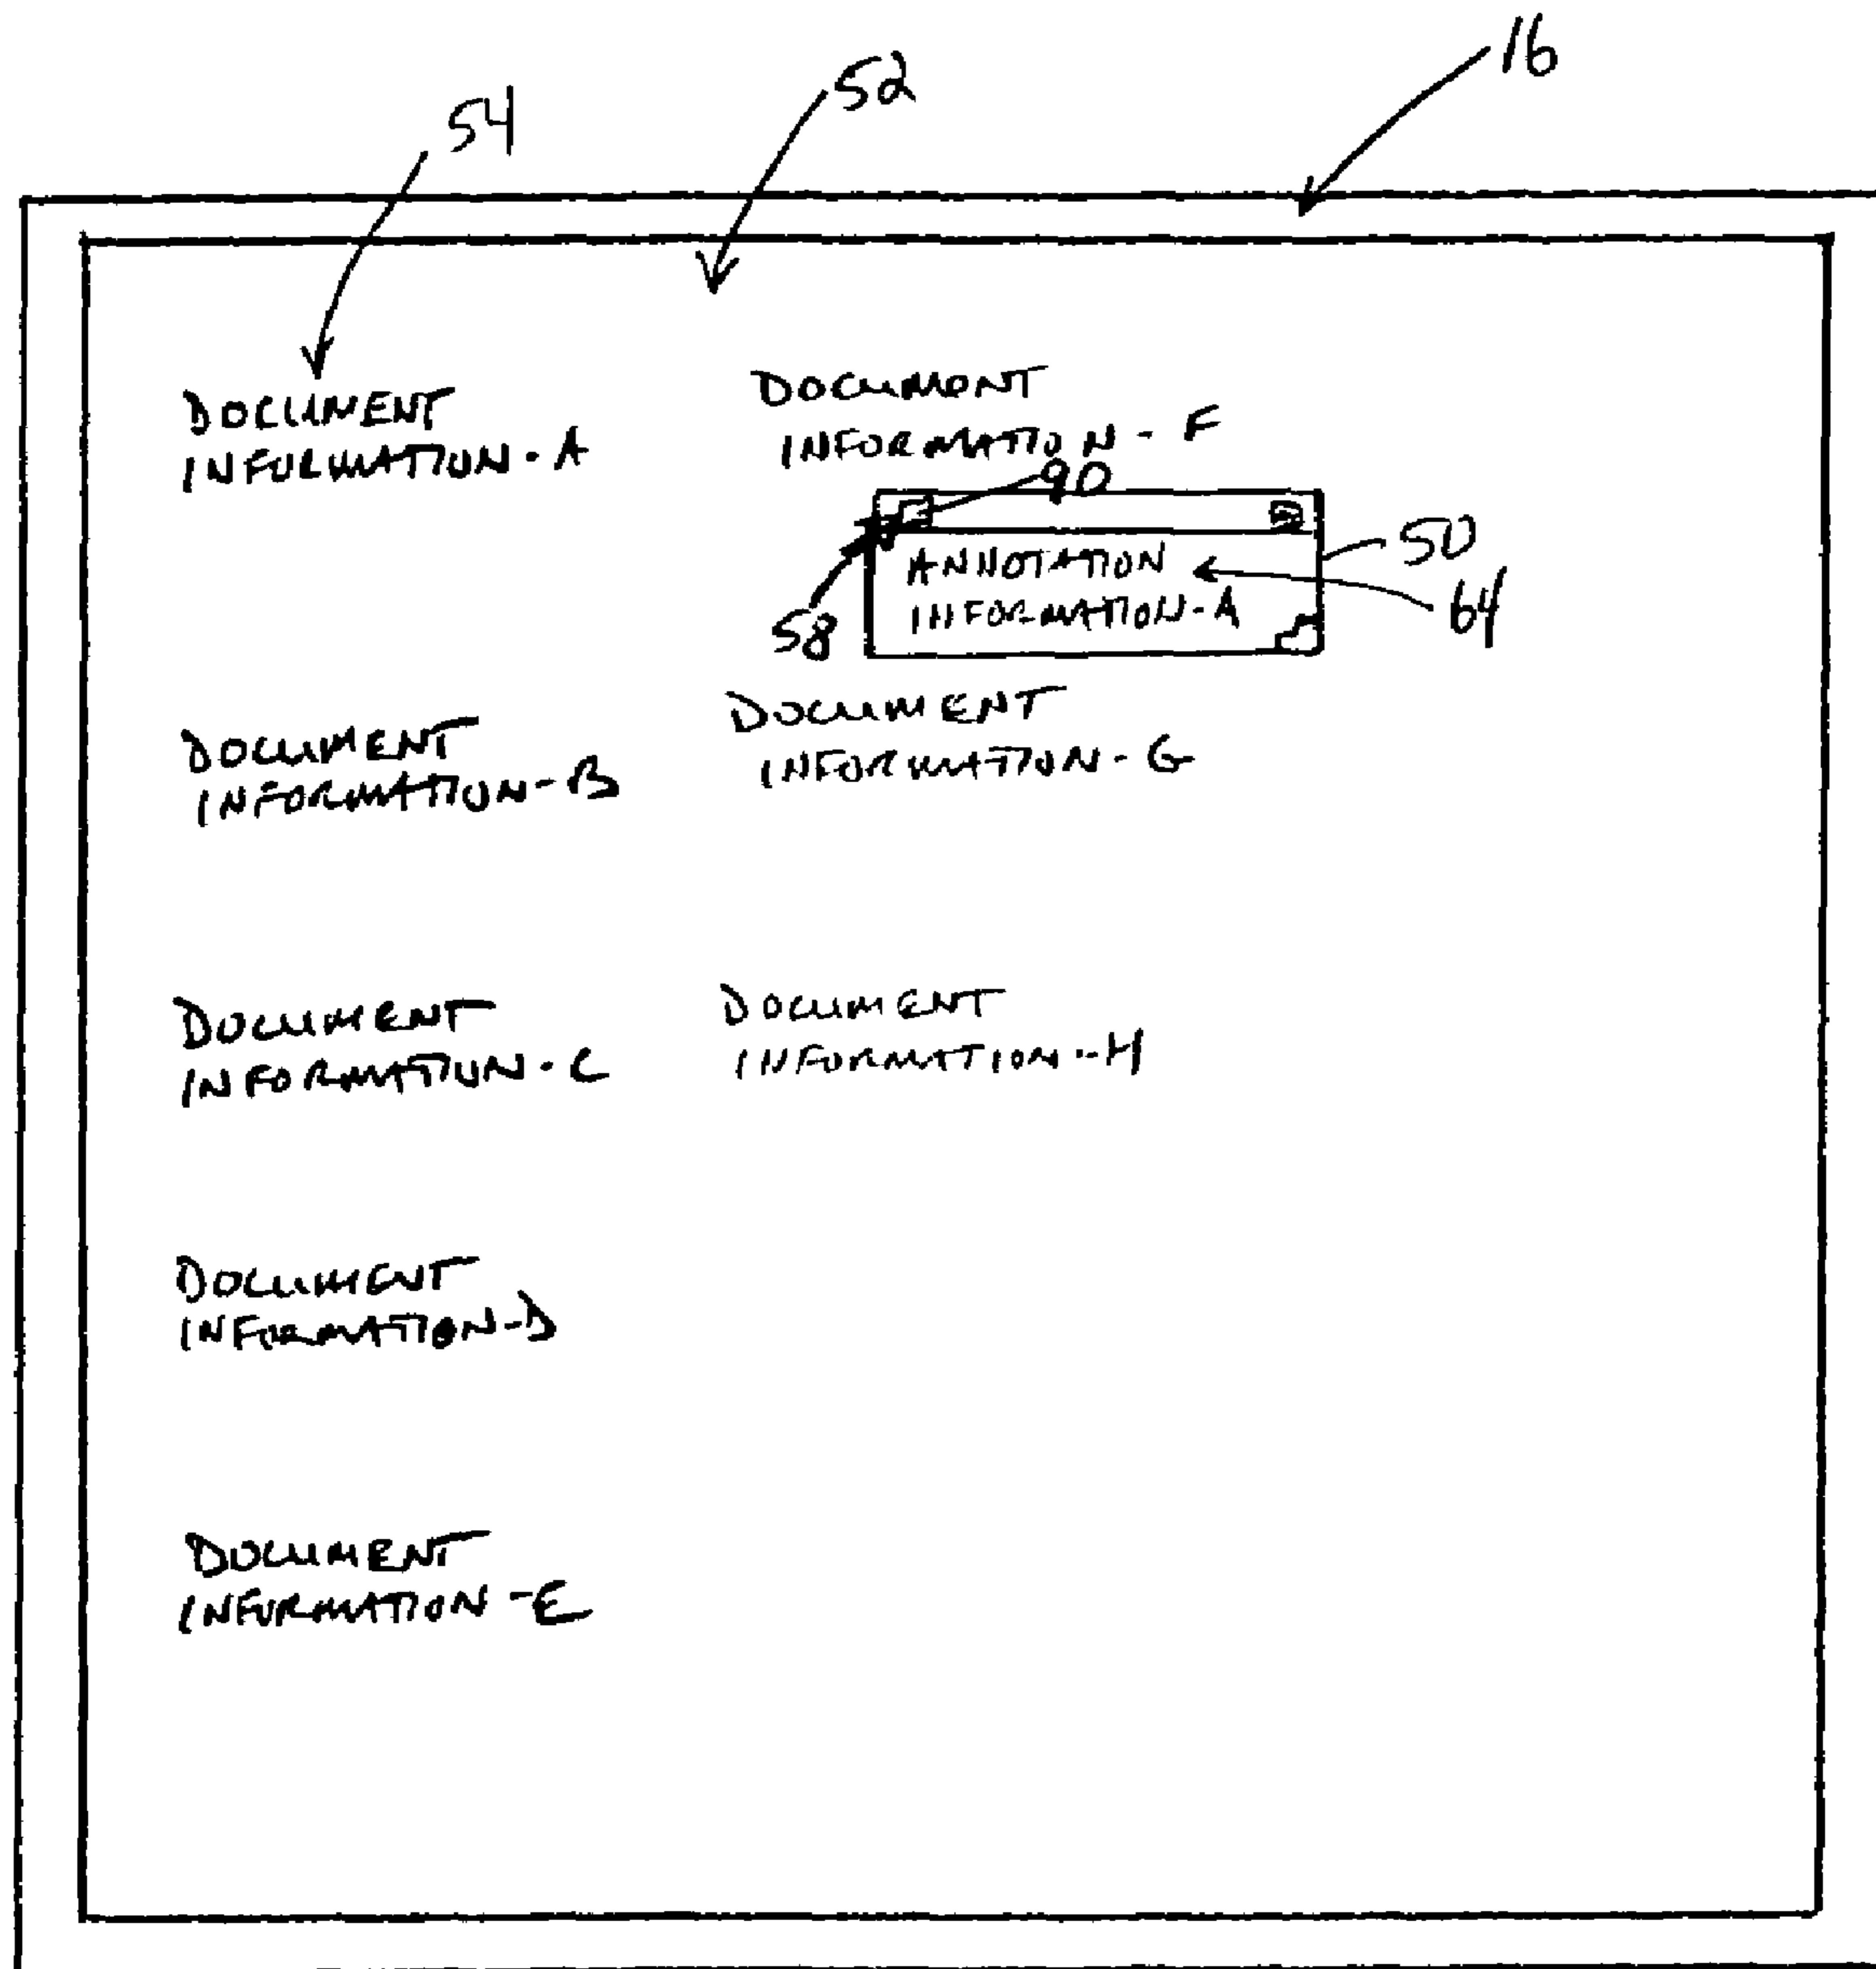 16
52
54
DOCUMENT
INFORMATION - A
DOCUMENT
INFORMATION - F
90
50
ANNOTATION
INFORMATION-A
64
58
DOCUMENT
INFORMATION-B
DOCUMENT
INFORMATION-G
DOCUMENT
INFORMATION-C
DOCUMENT
INFORMATION-H
DOCUMENT
INFORMATION-D
DOCUMENT
INFORMATION-E